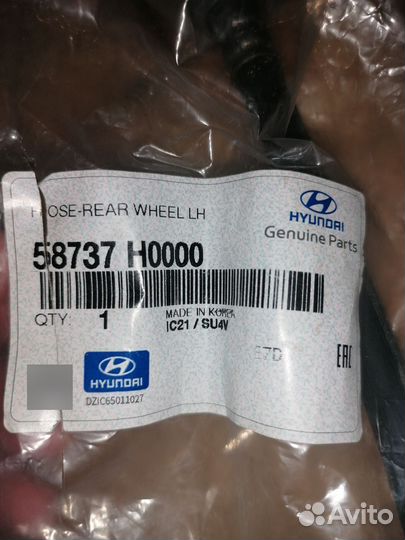 HOSE-REAR WHEEL LH
58737 H0000
HYUNDAI
Genuine Parts
QTY: 1
MADE IN KOREA
IC21 / SU4V
HYUNDAI
DZIC65011027
E7D
EAC
Avito